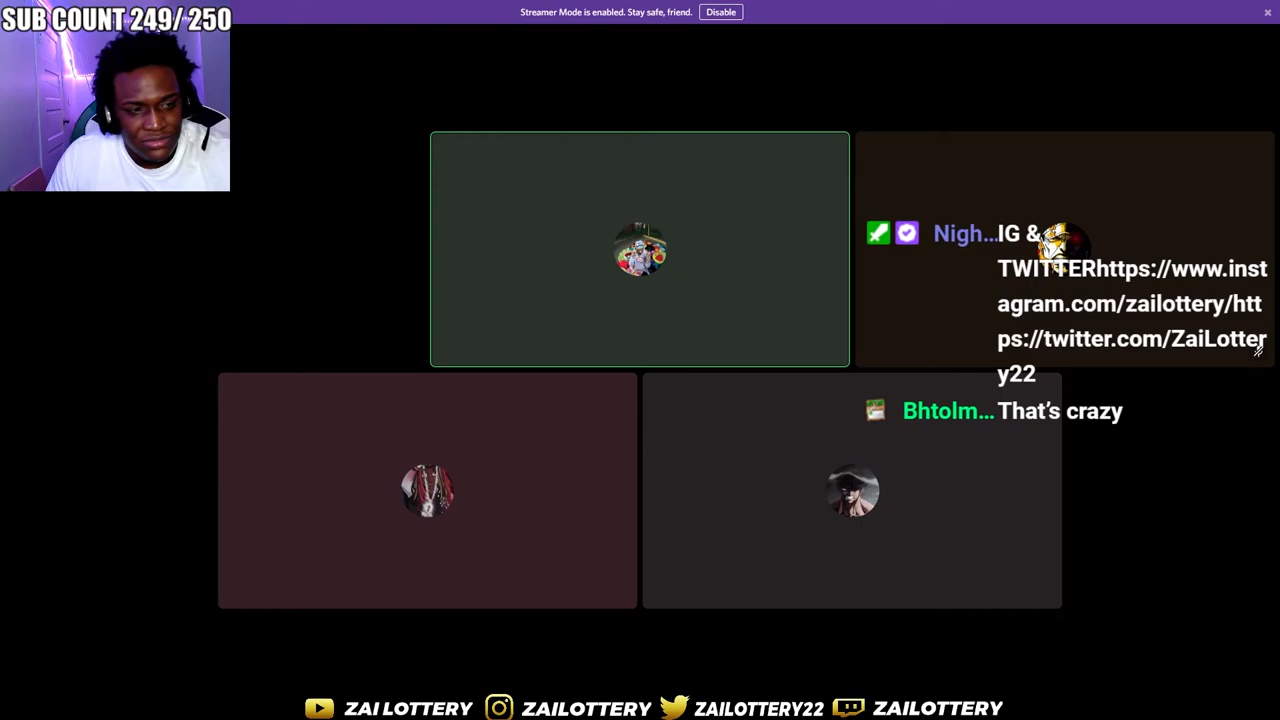 SUB COUNT 249/ 250
Streamer Mode is enabled. Stay safe, friend. Disable
Nigh... IG &
TWITTERhttps://www.inst
agram.com/zailottery/htt
ps://twitter.com/ZaiLotter
y22
Bhtolm... That's crazy
ZAI LOTTERY ZAILOTTERY ZAILOTTERY22 ZAILOTTERY